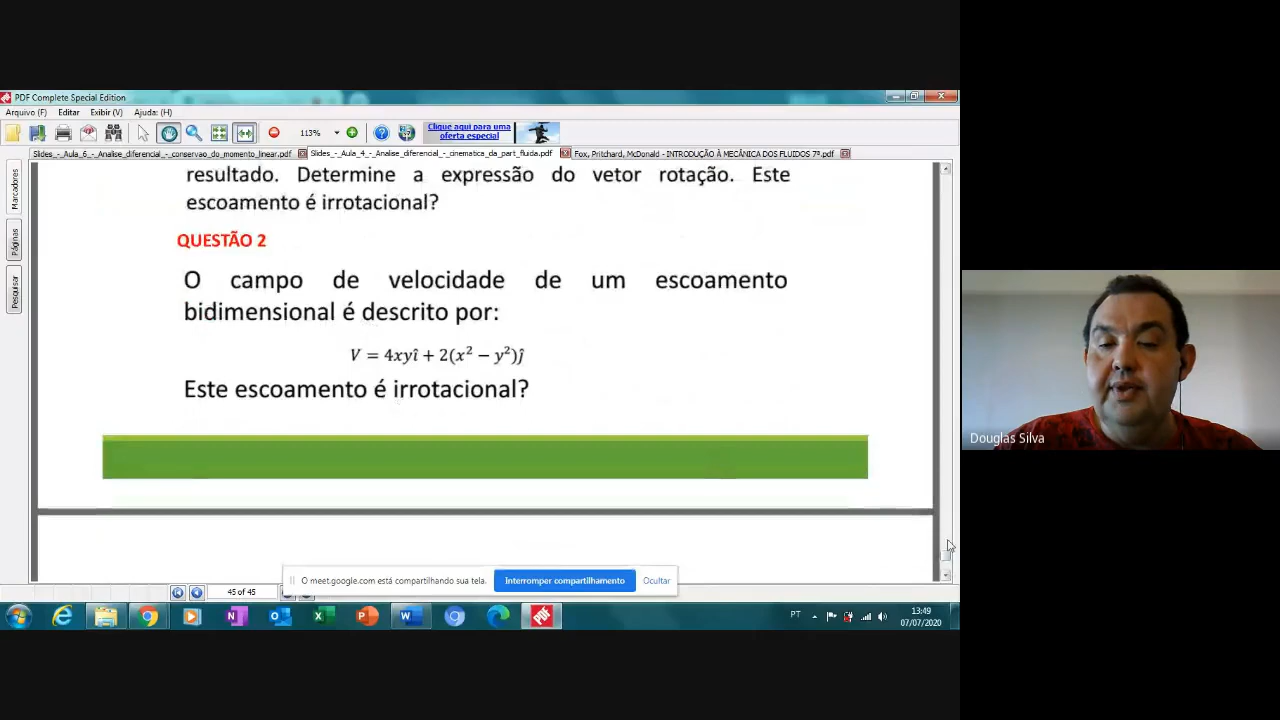 PDF Complete Special Edition
Arquivo (F) Editar Exibir (V) Ajuda: (H)
113%
Clique aqui para uma
oferta especial
Slides_-_Aula_6_-_Analise_diferencial_-_conservao_do_momento_linear.pdf Slides_-_Aula_4_-_Analise_diferencial_-_cinematica_da_part_fluida.pdf Fox, Pritchard, McDonald - INTRODUÇÃO À MECÂNICA DOS FLUIDOS 7ª.pdf
Marcadores
Páginas
Pesquisar
resultado. Determine a expressão do vetor rotação. Este
escoamento é irrotacional?
QUESTÃO 2
O campo de velocidade de um escoamento
bidimensional é descrito por:
V = 4xyî + 2(x² − y²)ĵ
Este escoamento é irrotacional?
Douglas Silva
O meet.google.com está compartilhando sua tela. Interromper compartilhamento Ocultar
45 of 45
PT
13:49
07/07/2020